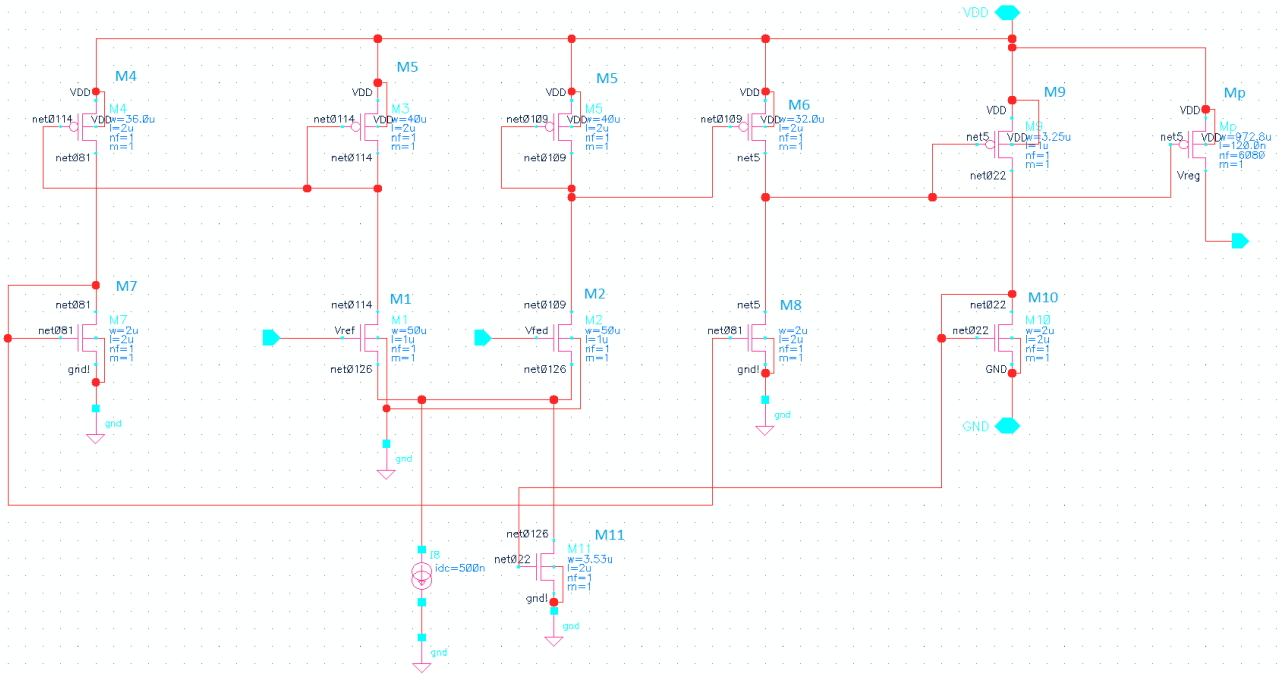 VDD
M4
VDD
M4
net0114
VDD
w=36.0u
l=2u
nf=1
m=1
net081
M5
VDD
M3
net0114
VDD
w=40u
l=2u
nf=1
m=1
net0114
M5
VDD
M5
net0109
VDD
w=40u
l=2u
nf=1
m=1
net0109
M6
VDD
net0109
VDD
w=32.0u
l=2u
nf=1
m=1
net5
M9
VDD
M9
net5
VDD
w=3.25u
l=1u
nf=1
m=1
net022
Mp
VDD
Mp
net5
VDD
w=972.8u
l=120.0n
nf=6080
m=1
Vreg
M7
net081
M7
net081
w=2u
l=2u
nf=1
m=1
gnd!
gnd
M1
net0114
M1
Vref
w=50u
l=1u
nf=1
m=1
net0126
gnd
M2
net0109
M2
Vfed
w=50u
l=1u
nf=1
m=1
net0126
M8
net5
M8
net081
w=2u
l=2u
nf=1
m=1
gnd!
gnd
M10
net022
M10
net022
w=2u
l=2u
nf=1
m=1
GND
GND
M11
net0126
M11
net022
w=3.53u
l=2u
nf=1
m=1
gnd!
gnd
I8
idc=500n
gnd